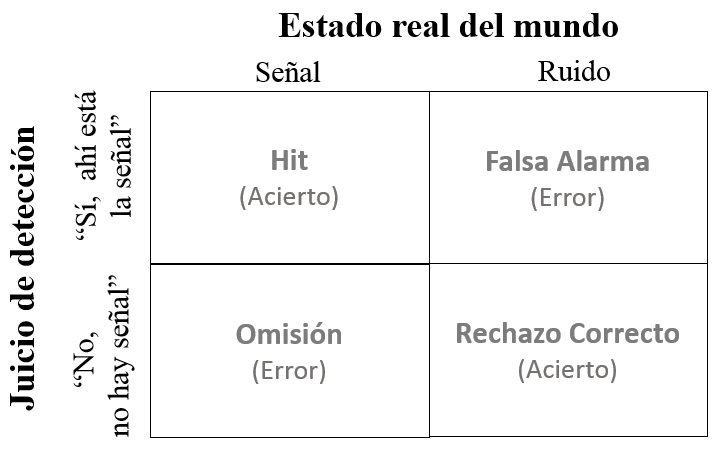 Estado real del mundo
Señal
Ruido
Juicio de detección
“Sí, ahí está
la señal”
Hit
(Acierto)
Falsa Alarma
(Error)
“No,
no hay señal”
Omisión
(Error)
Rechazo Correcto
(Acierto)